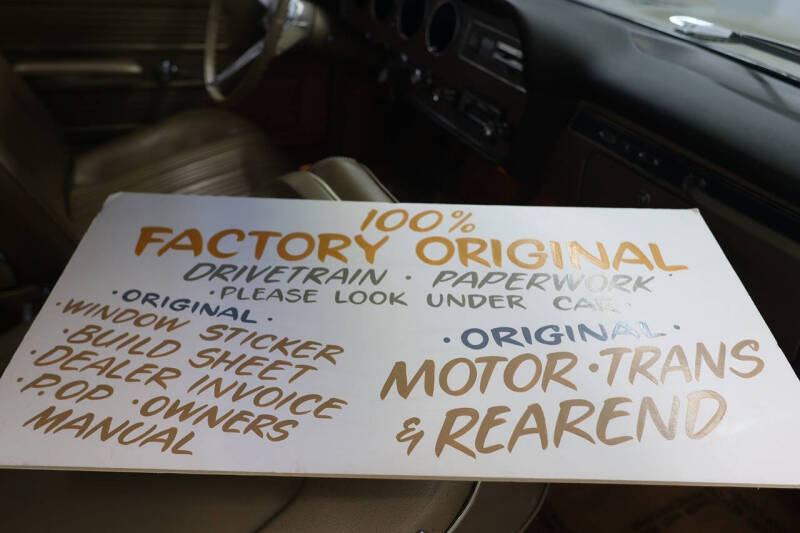 100%
FACTORY ORIGINAL
DRIVETRAIN · PAPERWORK
·PLEASE LOOK UNDER CAR·
·ORIGINAL·
·WINDOW STICKER
·BUILD SHEET
·DEALER INVOICE
·P.O.P ·OWNERS
MANUAL
·ORIGINAL·
MOTOR·TRANS
& REAREND